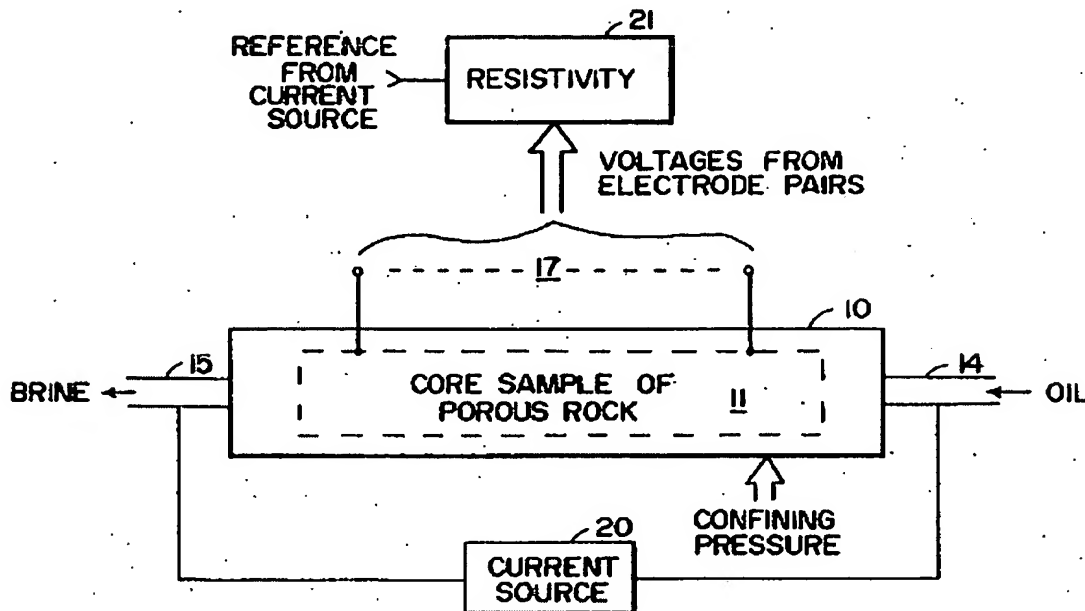 21
REFERENCE
FROM
CURRENT
SOURCE
RESISTIVITY
VOLTAGES FROM
ELECTRODE PAIRS
17
10
15
14
BRINE
CORE SAMPLE OF
POROUS ROCK
11
OIL
CONFINING
PRESSURE
20
CURRENT
SOURCE